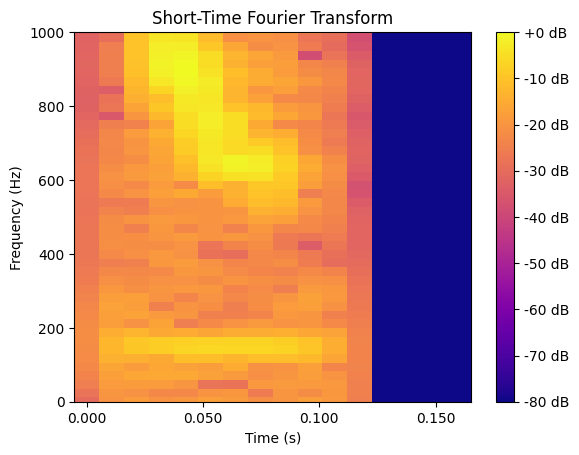 Short-Time Fourier Transform
Frequency (Hz)
1000
800
600
400
200
0
0.000
0.050
0.100
0.150
Time (s)
+0 dB
-10 dB
-20 dB
-30 dB
-40 dB
-50 dB
-60 dB
-70 dB
-80 dB